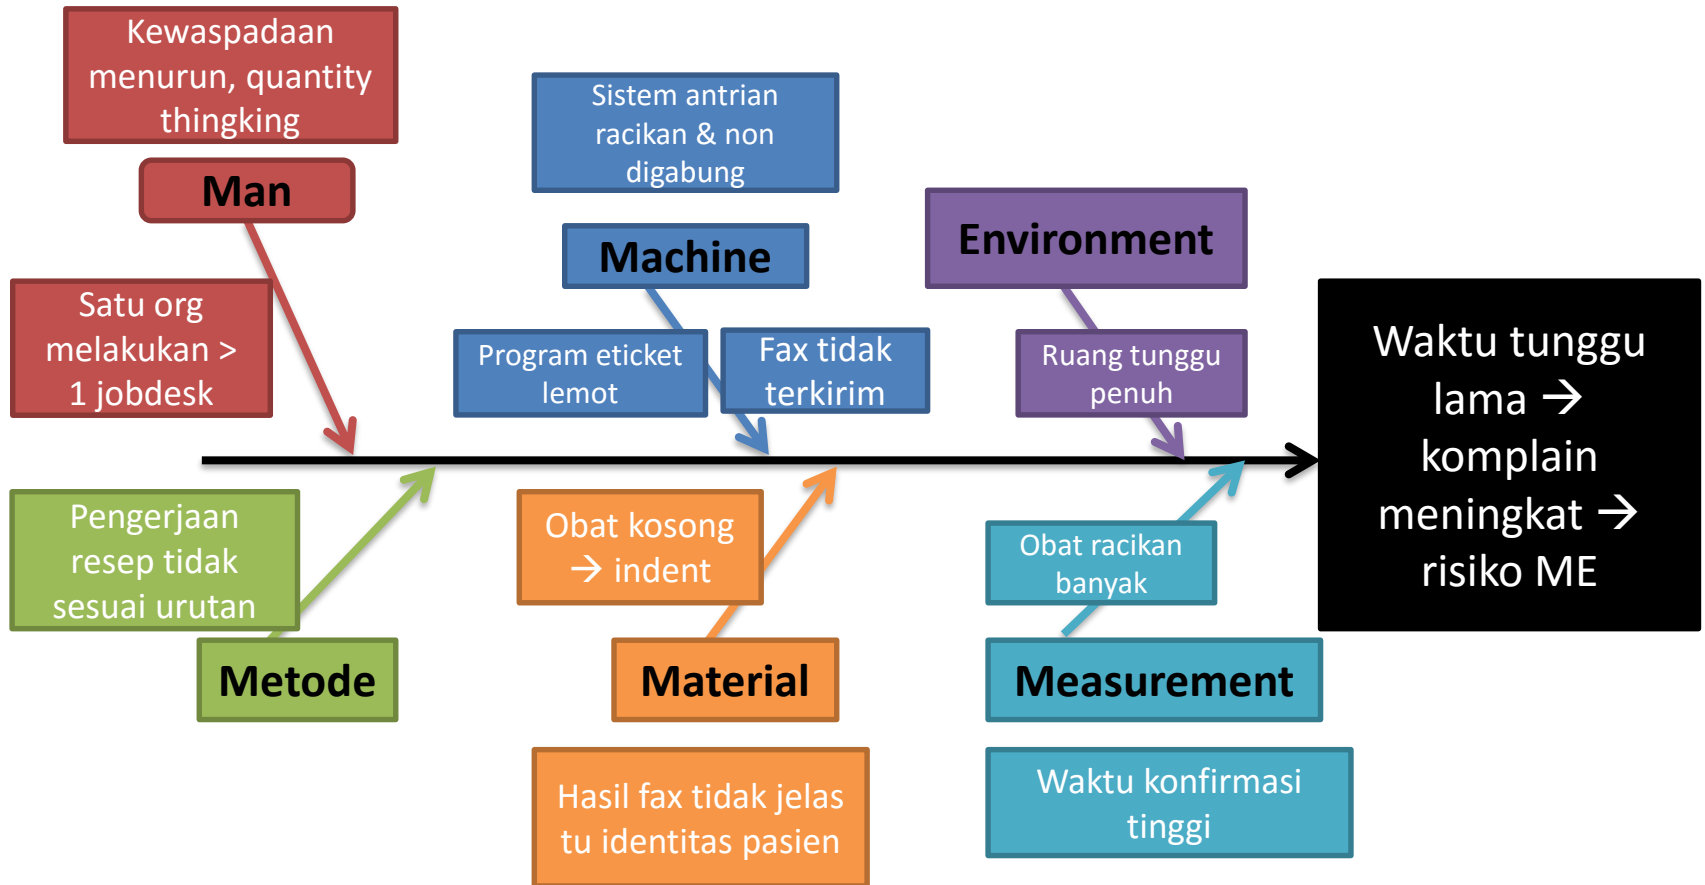 Kewaspadaan
menurun, quantity
thingking
Man
Satu org
melakukan >
1 jobdesk
Sistem antrian
racikan & non
digabung
Machine
Program eticket
lemot
Fax tidak
terkirim
Environment
Ruang tunggu
penuh
Waktu tunggu
lama →
komplain
meningkat →
risiko ME
Pengerjaan
resep tidak
sesuai urutan
Metode
Obat kosong
→ indent
Material
Hasil fax tidak jelas
tu identitas pasien
Obat racikan
banyak
Measurement
Waktu konfirmasi
tinggi